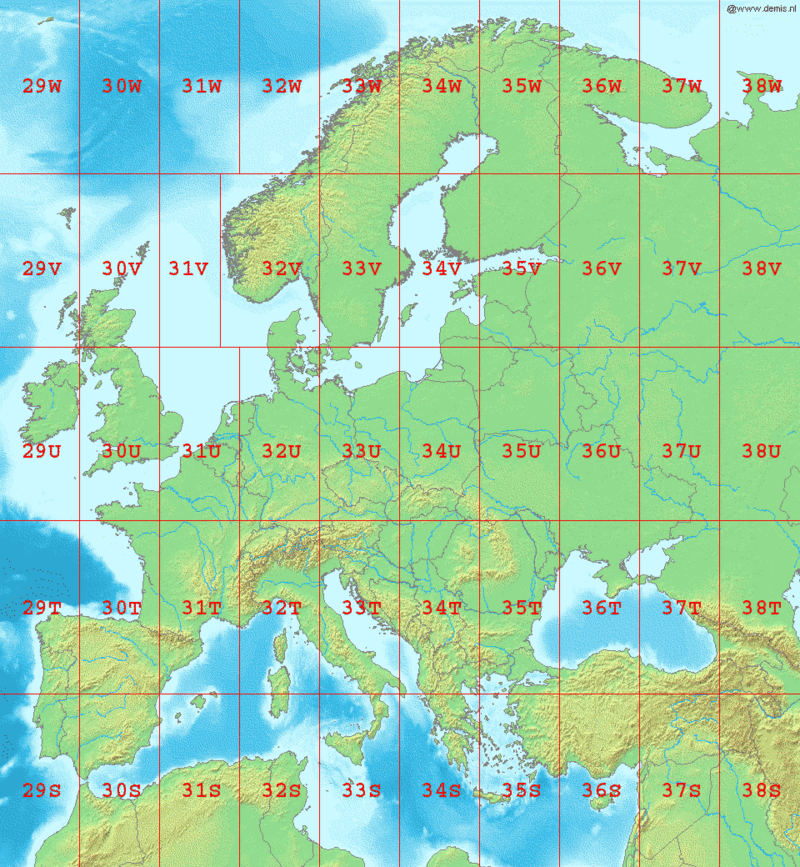 @www.demis.nl
29W 30W 31W 32W 33W 34W 35W 36W 37W 38W
29V 30V 31V 32V 33V 34V 35V 36V 37V 38V
29U 30U 31U 32U 33U 34U 35U 36U 37U 38U
29T 30T 31T 32T 33T 34T 35T 36T 37T 38T
29S 30S 31S 32S 33S 34S 35S 36S 37S 38S